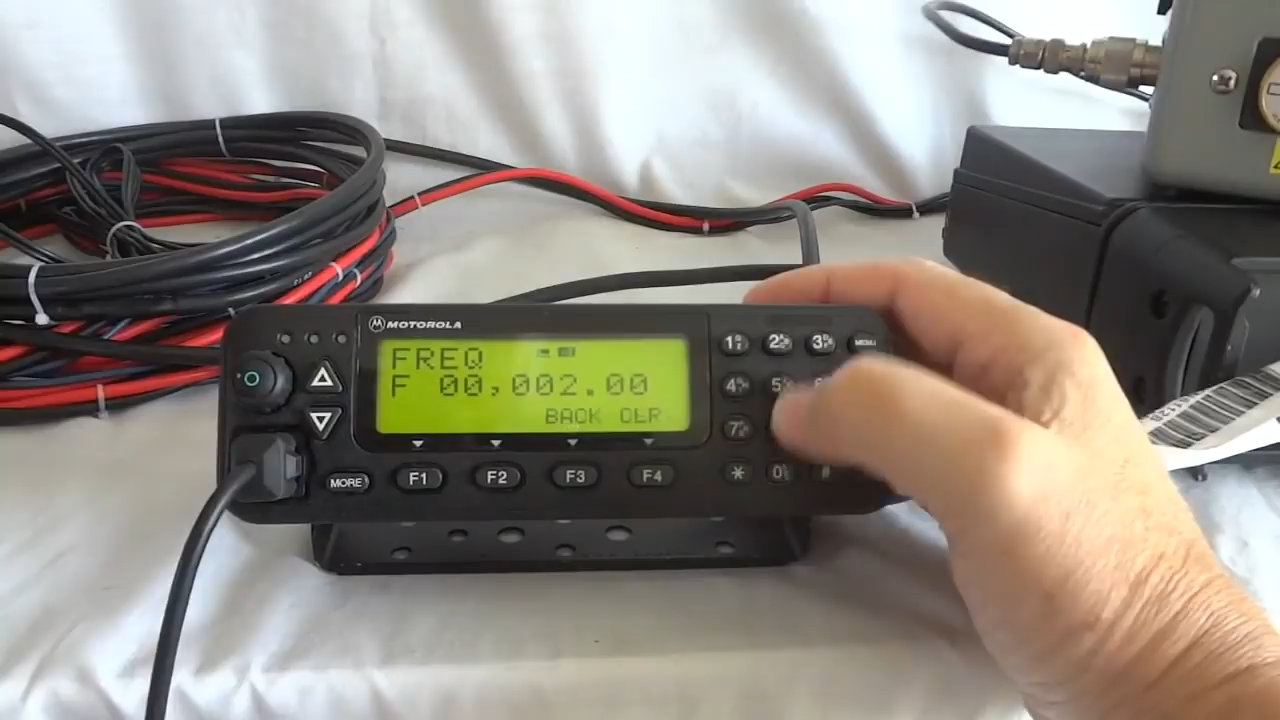 MOTOROLA
FREQ
F 00,002.00
BACK CLR
1 2 3 MENU
4 5
7
* 0 #
MORE F1 F2 F3 F4